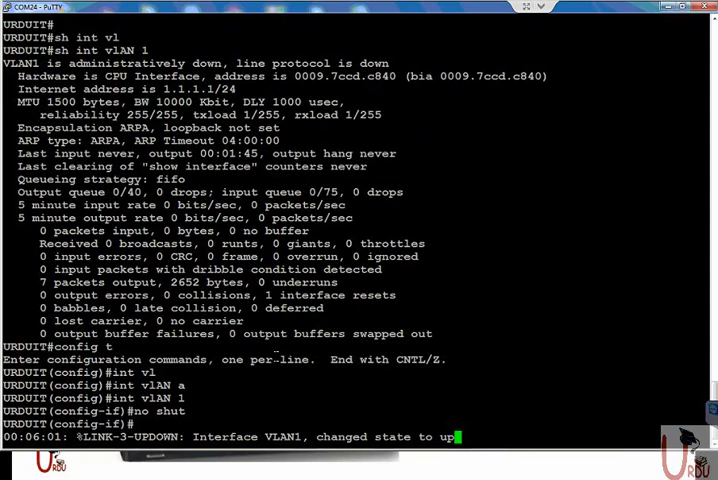 COM24 - PuTTY
URDUIT#
URDUIT#sh int vl
URDUIT#sh int vlAN 1
VLAN1 is administratively down, line protocol is down
  Hardware is CPU Interface, address is 0009.7ccd.c840 (bia 0009.7ccd.c840)
  Internet address is 1.1.1.1/24
  MTU 1500 bytes, BW 10000 Kbit, DLY 1000 usec,
     reliability 255/255, txload 1/255, rxload 1/255
  Encapsulation ARPA, loopback not set
  ARP type: ARPA, ARP Timeout 04:00:00
  Last input never, output 00:01:45, output hang never
  Last clearing of "show interface" counters never
  Queueing strategy: fifo
  Output queue 0/40, 0 drops; input queue 0/75, 0 drops
  5 minute input rate 0 bits/sec, 0 packets/sec
  5 minute output rate 0 bits/sec, 0 packets/sec
     0 packets input, 0 bytes, 0 no buffer
     Received 0 broadcasts, 0 runts, 0 giants, 0 throttles
     0 input errors, 0 CRC, 0 frame, 0 overrun, 0 ignored
     0 input packets with dribble condition detected
     7 packets output, 2652 bytes, 0 underruns
     0 output errors, 0 collisions, 1 interface resets
     0 babbles, 0 late collision, 0 deferred
     0 lost carrier, 0 no carrier
     0 output buffer failures, 0 output buffers swapped out
URDUIT#config t
Enter configuration commands, one per line.  End with CNTL/Z.
URDUIT(config)#int vl
URDUIT(config)#int vlAN a
URDUIT(config)#int vlAN 1
URDUIT(config-if)#no shut
URDUIT(config-if)#
00:06:01: %LINK-3-UPDOWN: Interface VLAN1, changed state to up
URDU
URDU